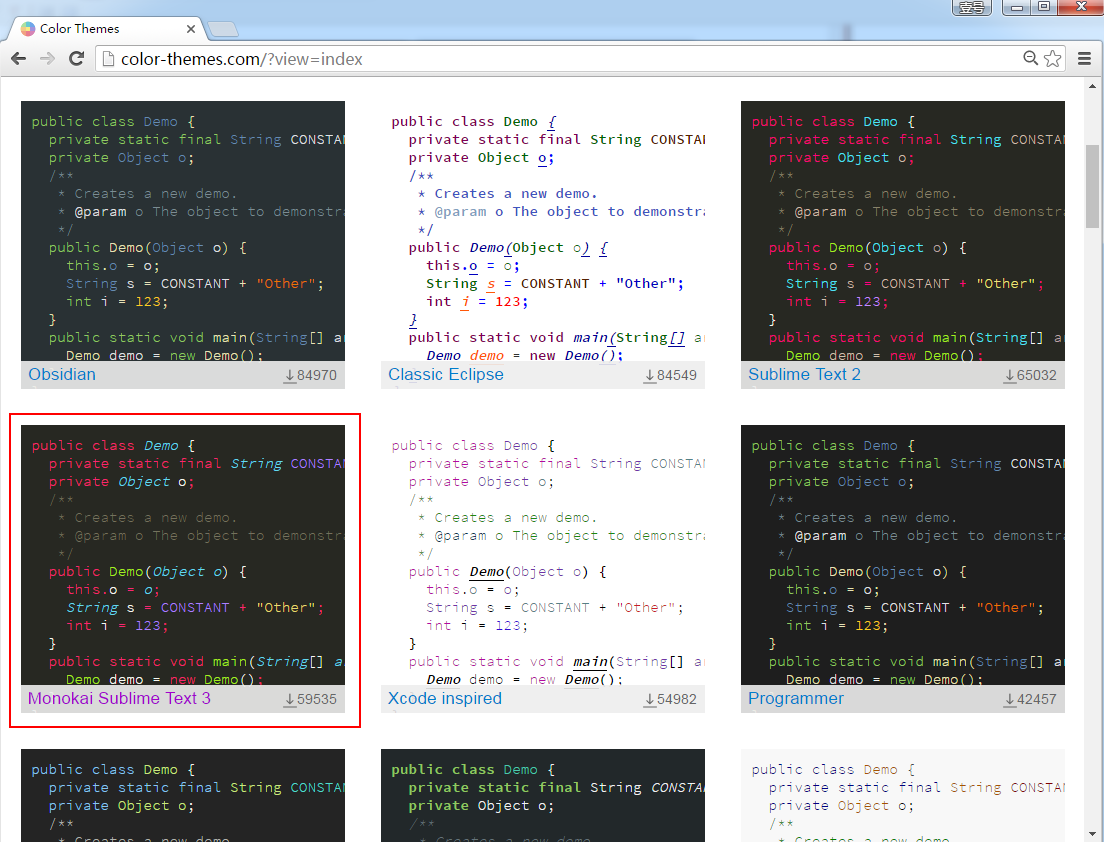 壹号
Color Themes
color-themes.com/?view=index
public class Demo {
private static final String CONSTAN
private Object o;
/**
* Creates a new demo.
* @param o The object to demonstra
*/
public Demo(Object o) {
this.o = o;
String s = CONSTANT + "Other";
int i = 123;
}
public static void main(String[] ar
Demo demo = new Demo();
Obsidian
84970
public class Demo {
private static final String CONSTAN
private Object o;
/**
* Creates a new demo.
* @param o The object to demonstra
*/
public Demo(Object o) {
this.o = o;
String s = CONSTANT + "Other";
int i = 123;
}
public static void main(String[] ar
Demo demo = new Demo();
Classic Eclipse
84549
public class Demo {
private static final String CONSTAN
private Object o;
/**
* Creates a new demo.
* @param o The object to demonstra
*/
public Demo(Object o) {
this.o = o;
String s = CONSTANT + "Other";
int i = 123;
}
public static void main(String[] ar
Demo demo = new Demo();
Sublime Text 2
65032
public class Demo {
private static final String CONSTAN
private Object o;
/**
* Creates a new demo.
* @param o The object to demonstra
*/
public Demo(Object o) {
this.o = o;
String s = CONSTANT + "Other";
int i = 123;
}
public static void main(String[] ar
Demo demo = new Demo();
Monokai Sublime Text 3
59535
public class Demo {
private static final String CONSTAN
private Object o;
/**
* Creates a new demo.
* @param o The object to demonstra
*/
public Demo(Object o) {
this.o = o;
String s = CONSTANT + "Other";
int i = 123;
}
public static void main(String[] ar
Demo demo = new Demo();
Xcode inspired
54982
public class Demo {
private static final String CONSTAN
private Object o;
/**
* Creates a new demo.
* @param o The object to demonstra
*/
public Demo(Object o) {
this.o = o;
String s = CONSTANT + "Other";
int i = 123;
}
public static void main(String[] ar
Demo demo = new Demo();
Programmer
42457
public class Demo {
private static final String CONSTAN
private Object o;
/**
* Creates a new demo.
public class Demo {
private static final String CONSTAN
private Object o;
/**
* Creates a new demo.
public class Demo {
private static final String CONSTAN
private Object o;
/**
* Creates a new demo.